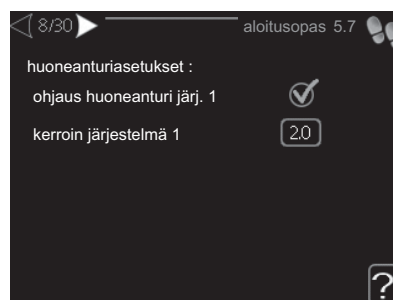 8/30 aloitusopas 5.7
huoneanturiasetukset :
ohjaus huoneanturi järj. 1
kerroin järjestelmä 1 2.0
?